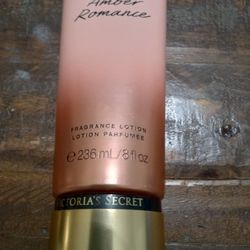 Amber
Romance
FRAGRANCE LOTION
LOTION PARFUMÉE
℮ 236 mL/8 fl oz
VICTORIA'S SECRET